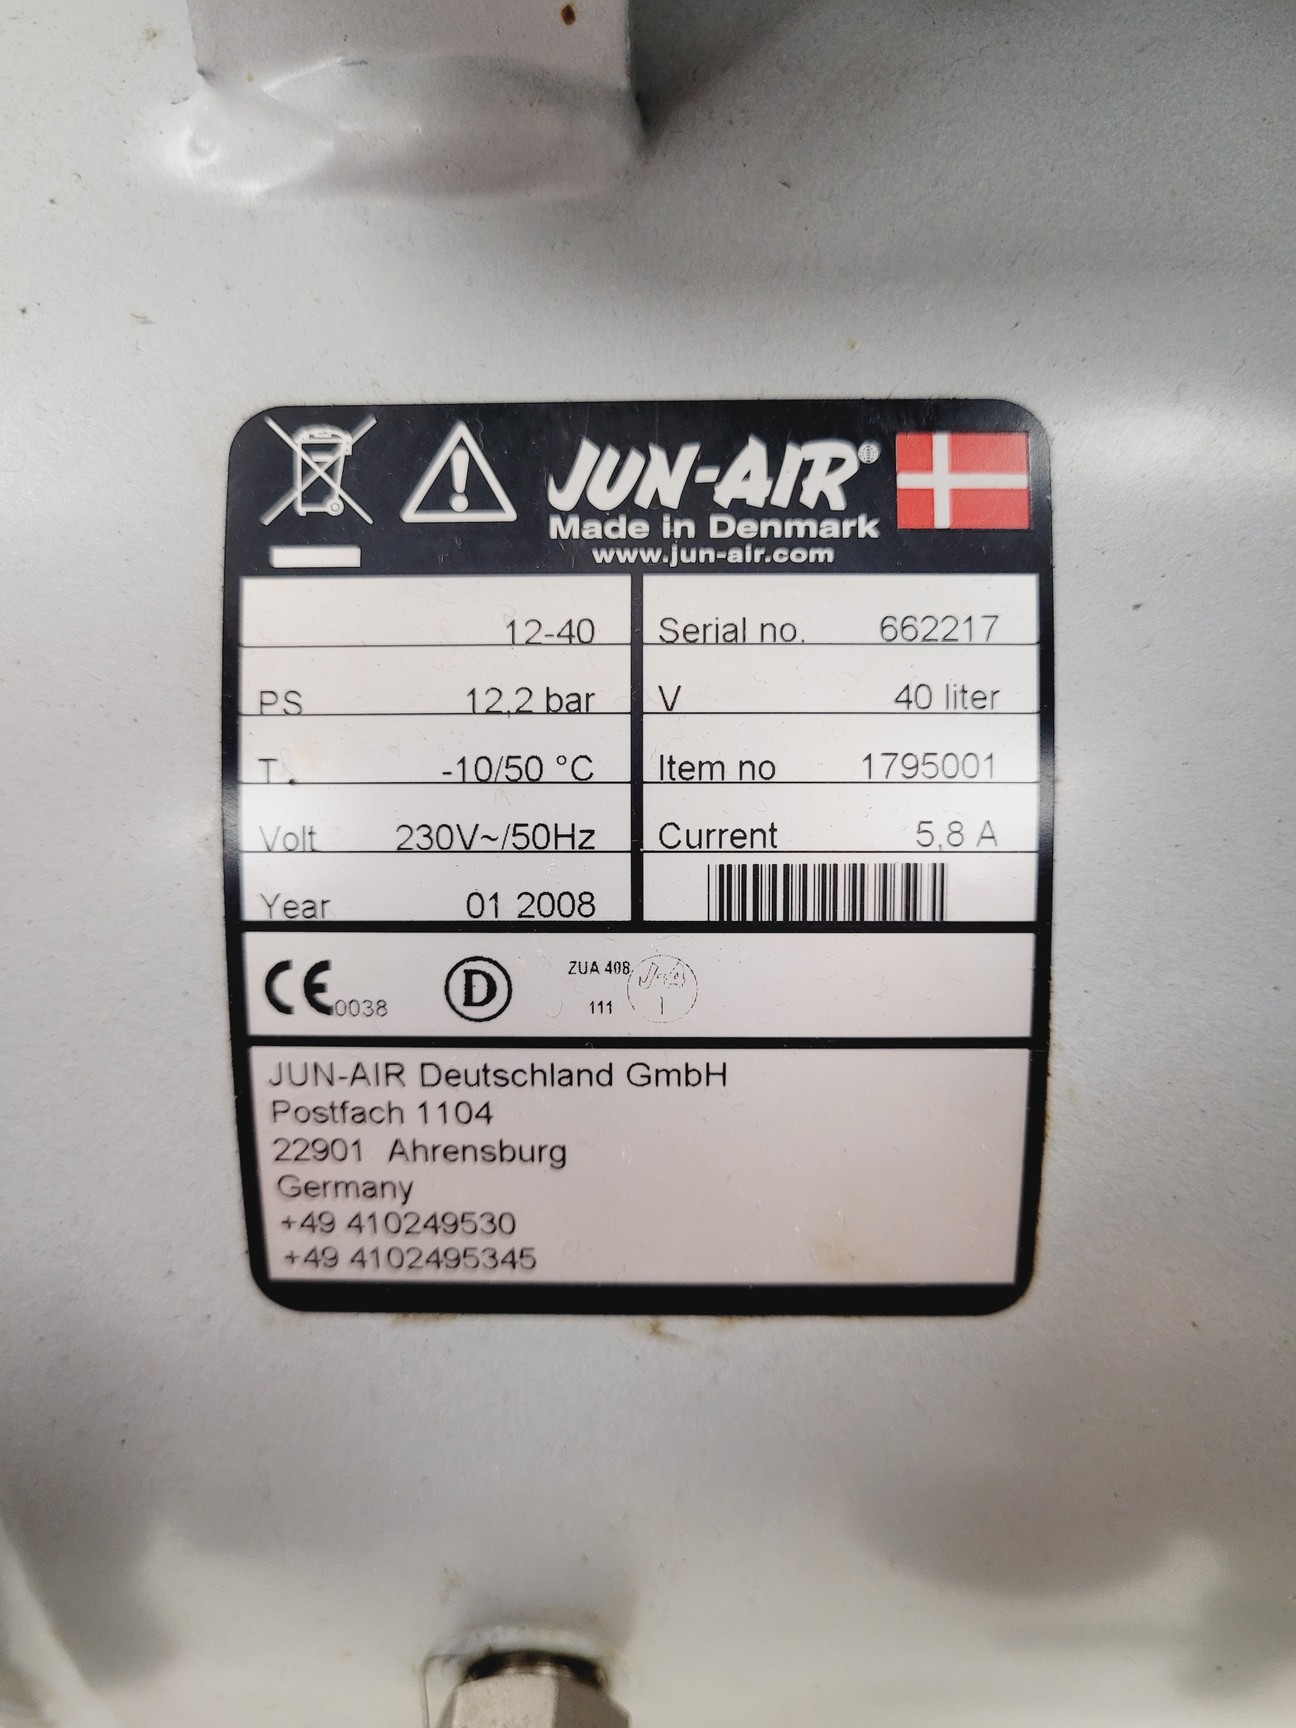 JUN-AIR®
Made in Denmark
www.jun-air.com
12-40
Serial no. 662217
PS 12,2 bar
V 40 liter
T. -10/50 °C
Item no 1795001
Volt 230V~/50Hz
Current 5,8 A
Year 01 2008
CE 0038
D
ZUA 408
111
JUN-AIR Deutschland GmbH
Postfach 1104
22901 Ahrensburg
Germany
+49 410249530
+49 4102495345